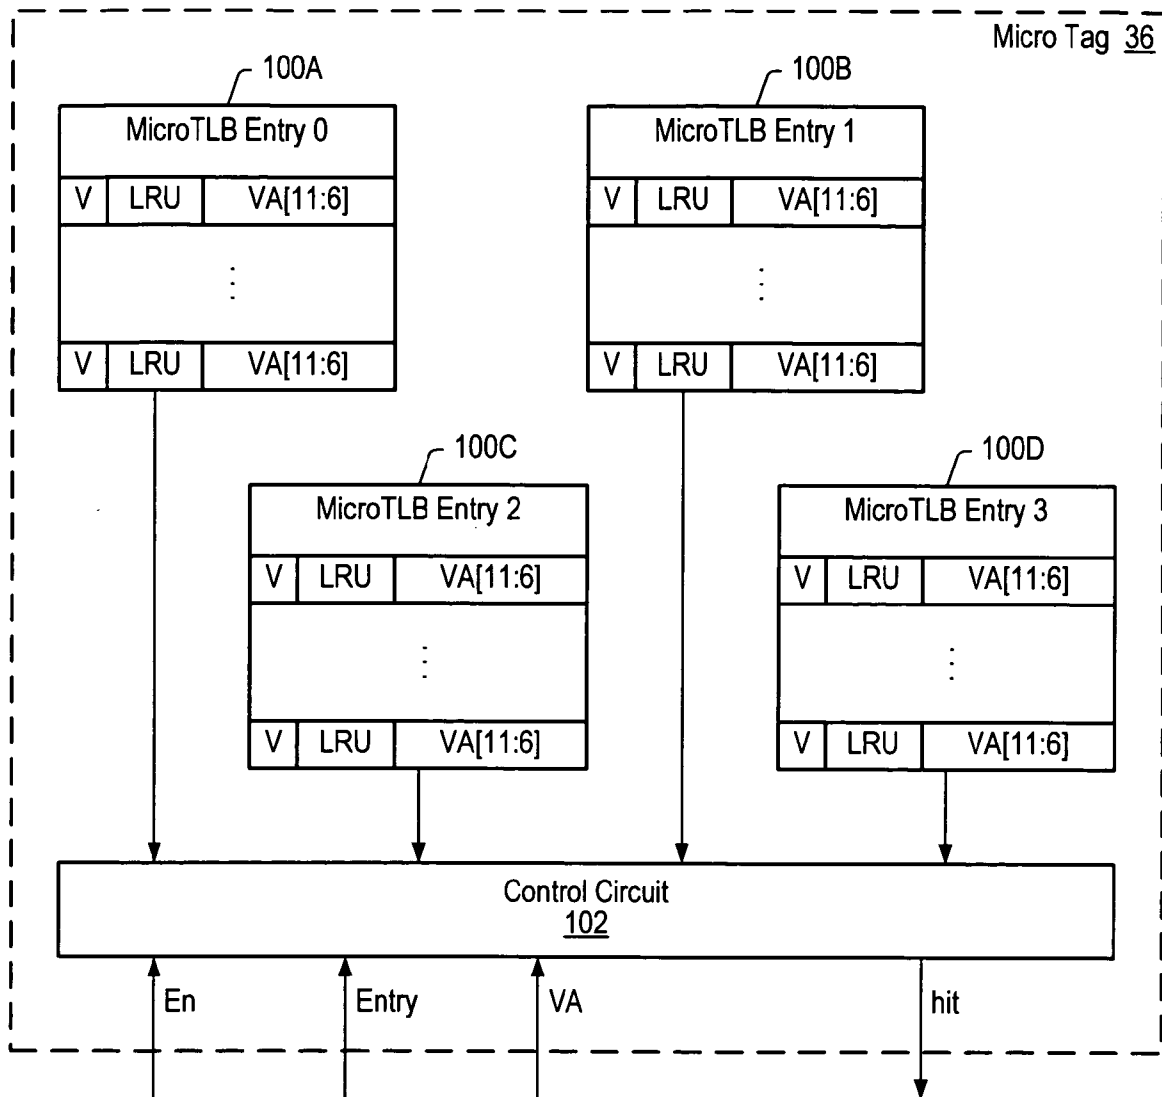 Micro Tag 36
100A
100B
MicroTLB Entry 0
MicroTLB Entry 1
V LRU VA[11:6]
V LRU VA[11:6]
V LRU VA[11:6]
V LRU VA[11:6]
100C
100D
MicroTLB Entry 2
MicroTLB Entry 3
V LRU VA[11:6]
V LRU VA[11:6]
V LRU VA[11:6]
V LRU VA[11:6]
Control Circuit
102
En
Entry
VA
hit